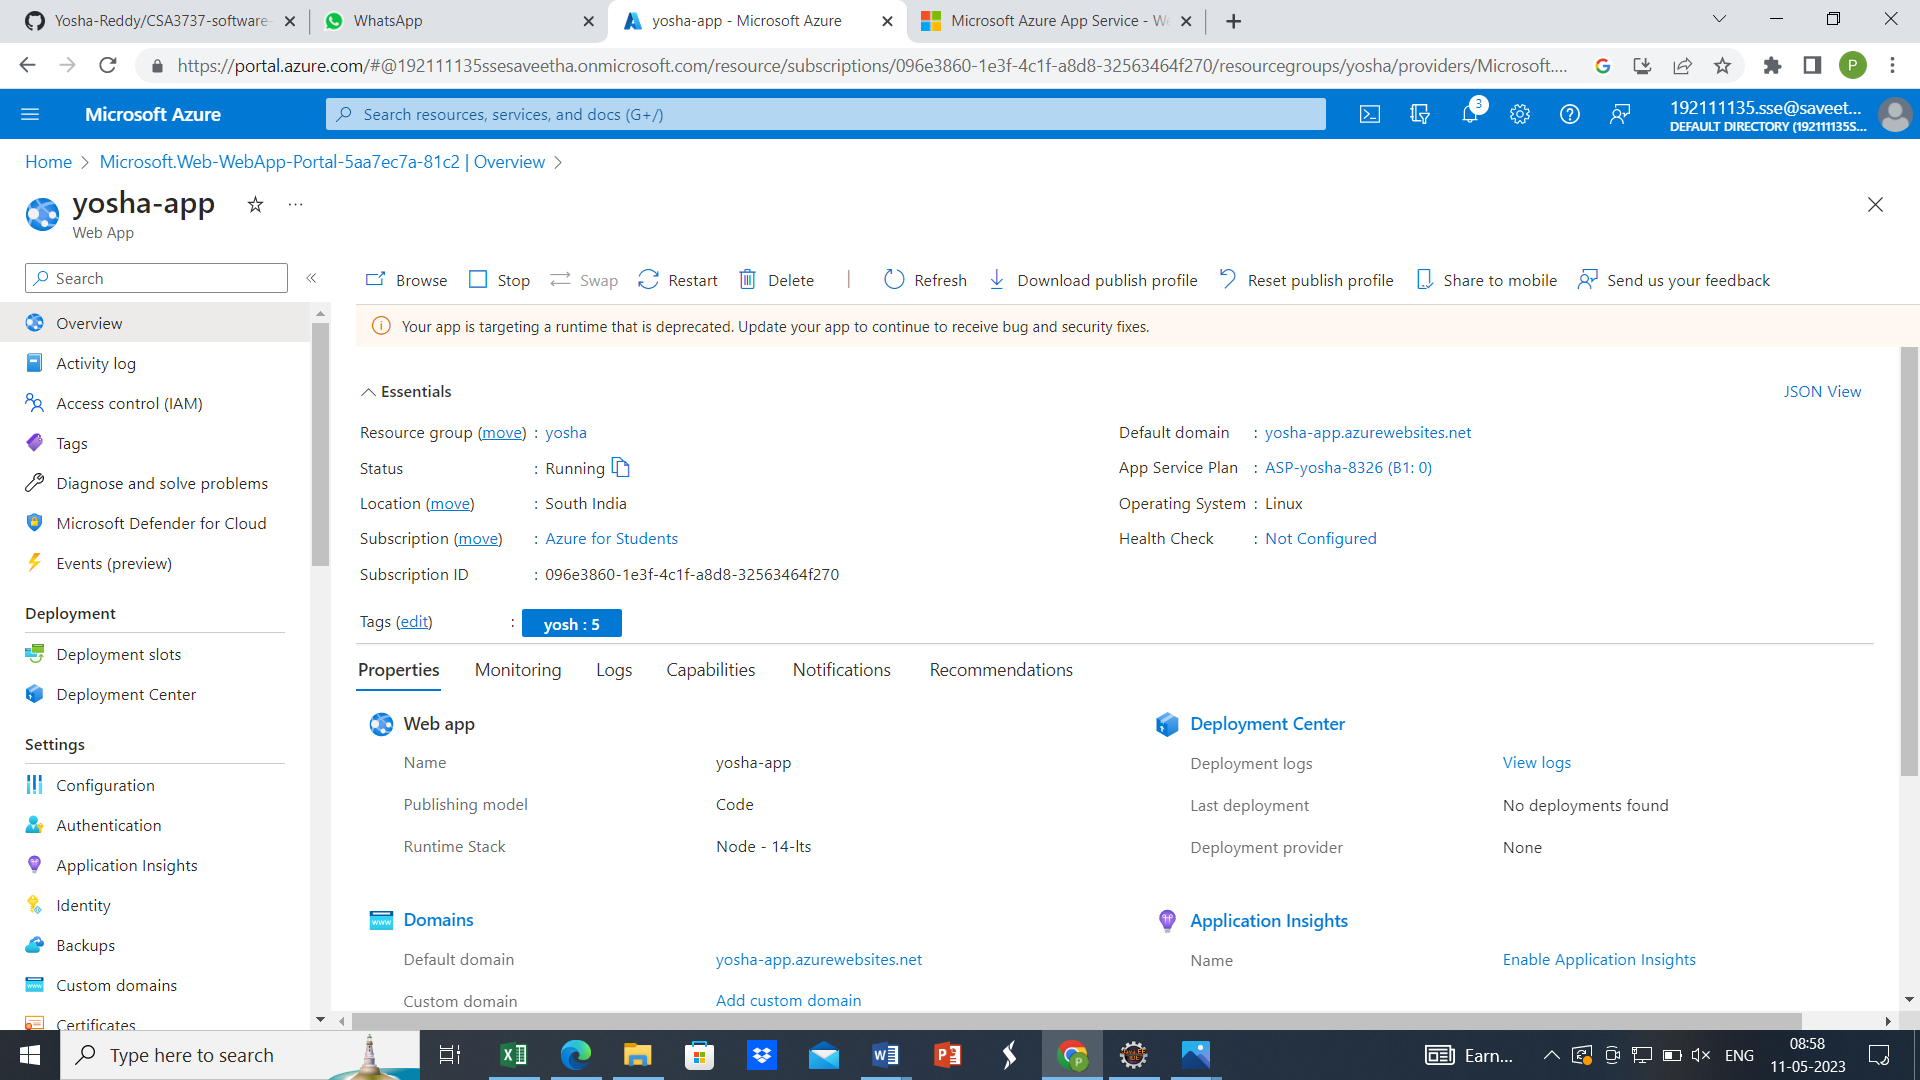 Yosha-Reddy/CSA3737-software-
WhatsApp
yosha-app - Microsoft Azure
Microsoft Azure App Service - We
https://portal.azure.com/#@192111135ssesaveetha.onmicrosoft.com/resource/subscriptions/096e3860-1e3f-4c1f-a8d8-32563464f270/resourcegroups/yosha/providers/Microsoft....
P
Microsoft Azure
Search resources, services, and docs (G+/)
3
192111135.sse@saveet...
DEFAULT DIRECTORY (192111135S...
Home > Microsoft.Web-WebApp-Portal-5aa7ec7a-81c2 | Overview >
yosha-app
Web App
Search
Browse Stop Swap Restart Delete | Refresh Download publish profile Reset publish profile Share to mobile Send us your feedback
Your app is targeting a runtime that is deprecated. Update your app to continue to receive bug and security fixes.
Overview
Activity log
Access control (IAM)
Tags
Diagnose and solve problems
Microsoft Defender for Cloud
Events (preview)
Deployment
Deployment slots
Deployment Center
Settings
Configuration
Authentication
Application Insights
Identity
Backups
Custom domains
Certificates
Essentials
JSON View
Resource group (move) : yosha
Status : Running
Location (move) : South India
Subscription (move) : Azure for Students
Subscription ID : 096e3860-1e3f-4c1f-a8d8-32563464f270
Default domain : yosha-app.azurewebsites.net
App Service Plan : ASP-yosha-8326 (B1: 0)
Operating System : Linux
Health Check : Not Configured
Tags (edit) : yosh : 5
Properties Monitoring Logs Capabilities Notifications Recommendations
Web app
Name yosha-app
Publishing model Code
Runtime Stack Node - 14-lts
Deployment Center
Deployment logs View logs
Last deployment No deployments found
Deployment provider None
Domains
Default domain yosha-app.azurewebsites.net
Custom domain Add custom domain
Application Insights
Name Enable Application Insights
Type here to search
Earn...
ENG
08:58
11-05-2023